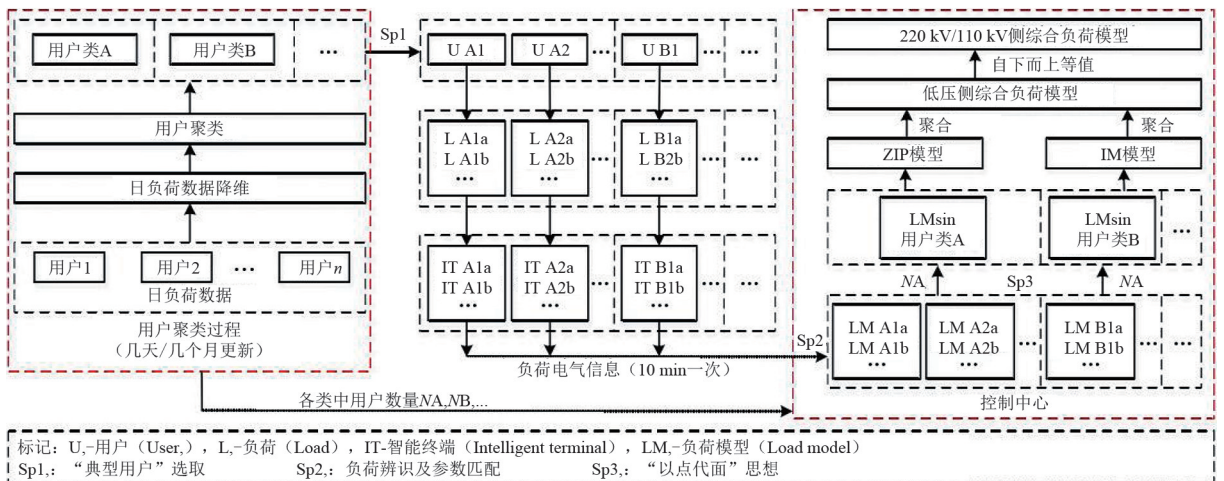 用户类A
用户类B
...
用户聚类
日负荷数据降维
用户1
用户2
...
用户n
日负荷数据
用户聚类过程
（几天/几个月更新）
Sp1
U A1
U A2
...
U B1
...
...
L A1a
L A1b
...
L A2a
L A2b
...
...
L B1a
L B2b
...
...
...
IT A1a
IT A1b
...
IT A2a
IT A2b
...
...
IT B1a
IT B1b
...
...
...
负荷电气信息（10 min一次）
Sp2
各类中用户数量NA,NB,...
220 kV/110 kV侧综合负荷模型
自下而上等值
低压侧综合负荷模型
聚合
聚合
ZIP模型
IM模型
LMsin
用户类A
LMsin
用户类B
...
NA
Sp3
NA
LM A1a
LM A1b
...
LM A2a
LM A2b
...
...
LM B1a
LM B1b
...
...
...
控制中心
标记：U,-用户（User,），L,-负荷（Load），IT-智能终端（Intelligent terminal），LM,-负荷模型（Load model）
Sp1,：“典型用户”选取 Sp2,：负荷辨识及参数匹配 Sp3,：“以点代面”思想